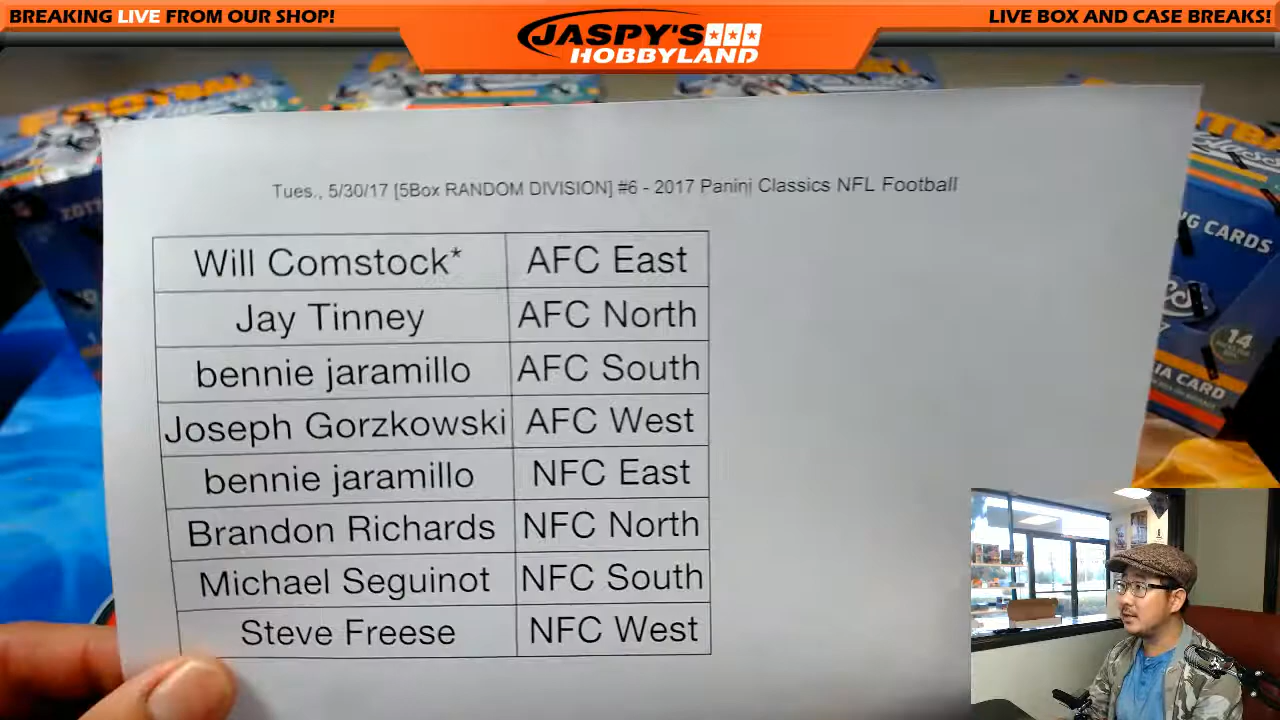 BREAKING LIVE FROM OUR SHOP!
JASPY'S
HOBBYLAND
LIVE BOX AND CASE BREAKS!
Tues., 5/30/17 [5Box RANDOM DIVISION] #6 - 2017 Panini Classics NFL Football
Will Comstock* AFC East
Jay Tinney AFC North
bennie jaramillo AFC South
Joseph Gorzkowski AFC West
bennie jaramillo NFC East
Brandon Richards NFC North
Michael Seguinot NFC South
Steve Freese NFC West
CARDS
14
CARD